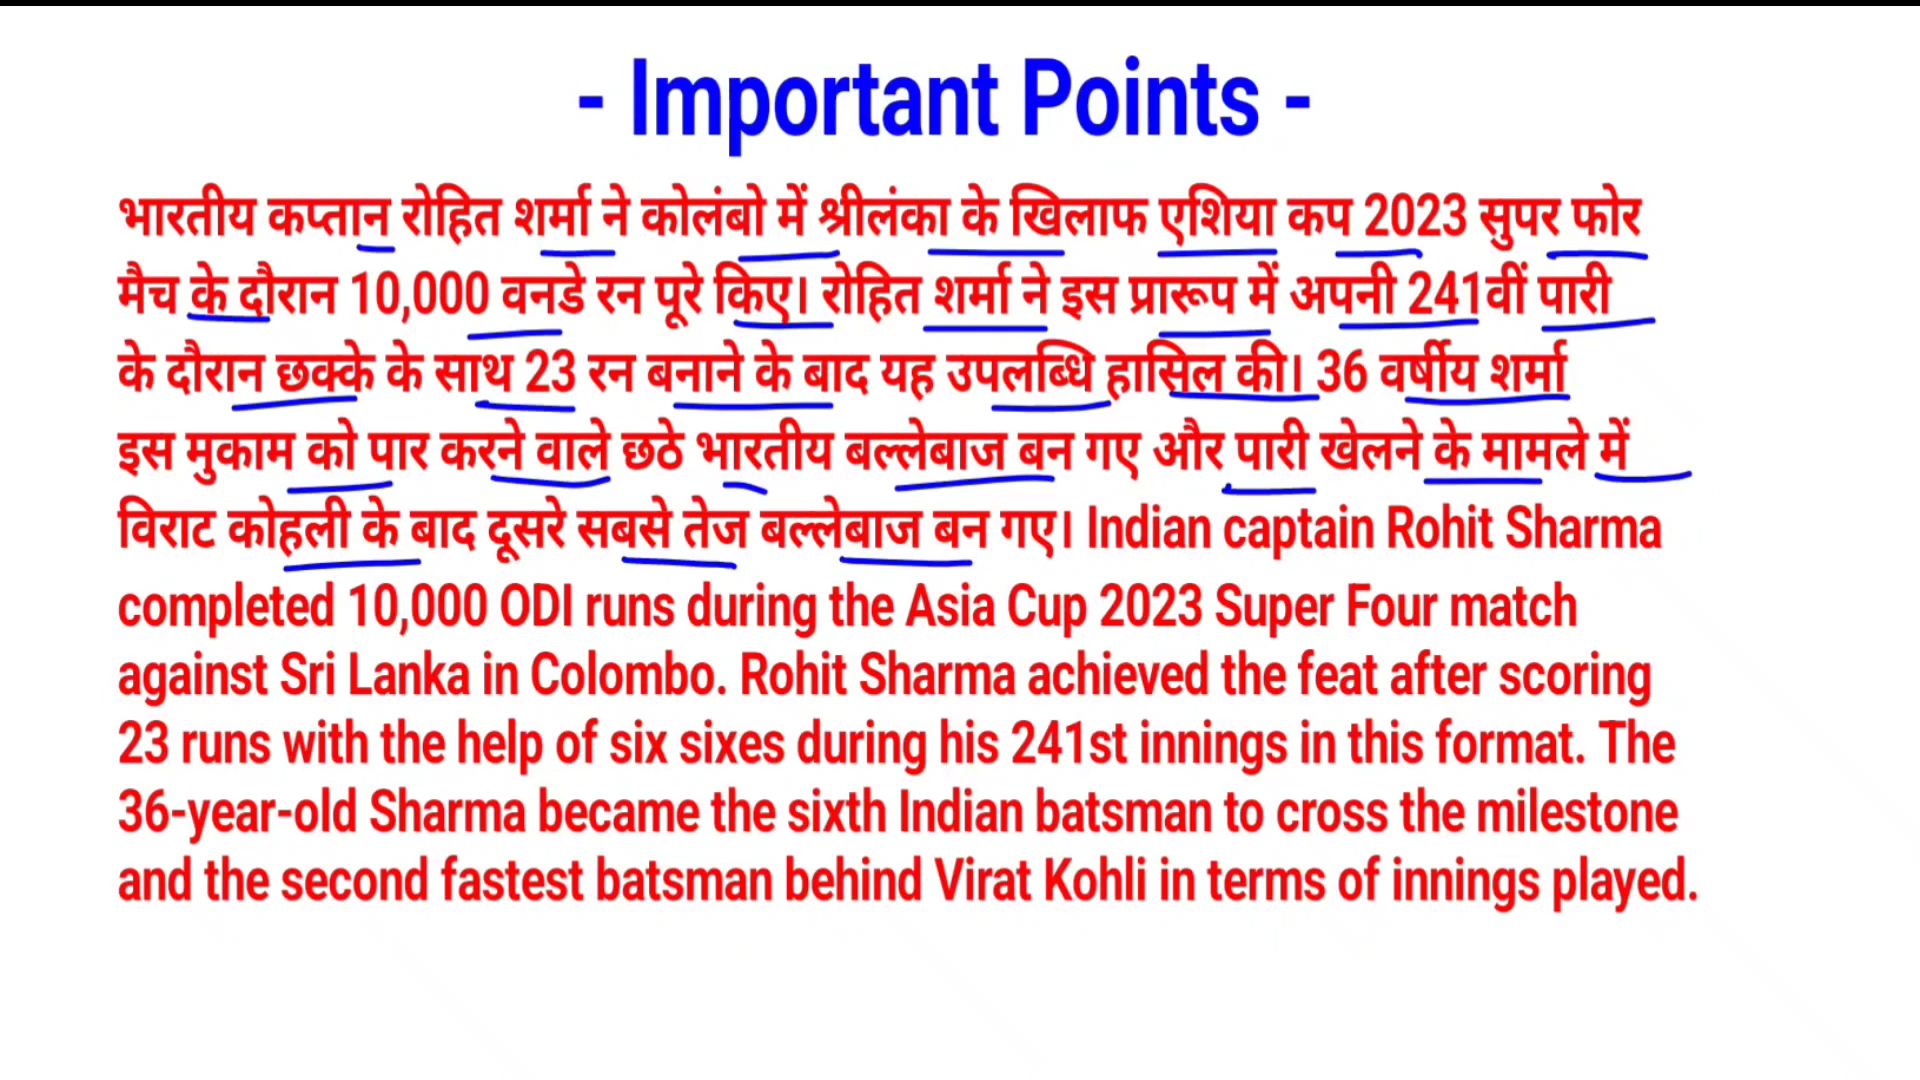 - Important Points -
भारतीय कप्तान रोहित शर्मा ने कोलंबो में श्रीलंका के खिलाफ एशिया कप 2023 सुपर फोर
मैच के दौरान 10,000 वनडे रन पूरे किए। रोहित शर्मा ने इस प्रारूप में अपनी 241वीं पारी
के दौरान छक्के के साथ 23 रन बनाने के बाद यह उपलब्धि हासिल की। 36 वर्षीय शर्मा
इस मुकाम को पार करने वाले छठे भारतीय बल्लेबाज बन गए और पारी खेलने के मामले में
विराट कोहली के बाद दूसरे सबसे तेज बल्लेबाज बन गए। Indian captain Rohit Sharma
completed 10,000 ODI runs during the Asia Cup 2023 Super Four match
against Sri Lanka in Colombo. Rohit Sharma achieved the feat after scoring
23 runs with the help of six sixes during his 241st innings in this format. The
36-year-old Sharma became the sixth Indian batsman to cross the milestone
and the second fastest batsman behind Virat Kohli in terms of innings played.